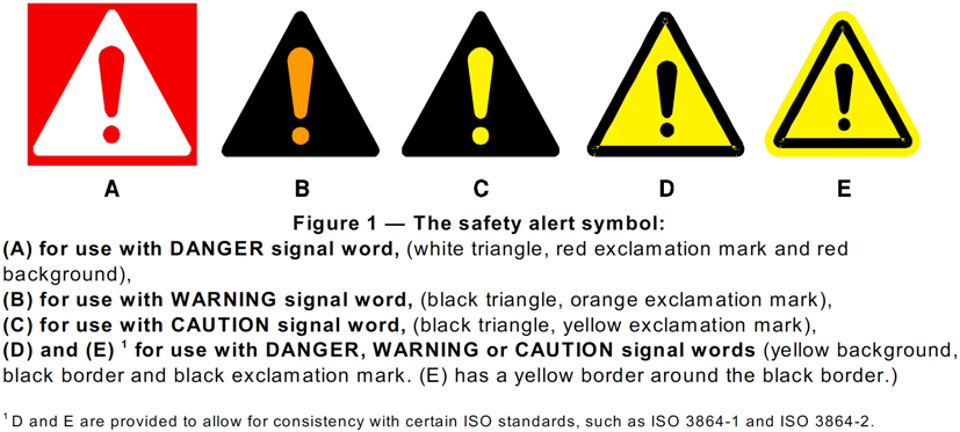 A B C D E
Figure 1 — The safety alert symbol:
(A) for use with DANGER signal word, (white triangle, red exclamation mark and red
background),
(B) for use with WARNING signal word, (black triangle, orange exclamation mark),
(C) for use with CAUTION signal word, (black triangle, yellow exclamation mark),
(D) and (E) ¹ for use with DANGER, WARNING or CAUTION signal words (yellow background,
black border and black exclamation mark. (E) has a yellow border around the black border.)
¹ D and E are provided to allow for consistency with certain ISO standards, such as ISO 3864-1 and ISO 3864-2.